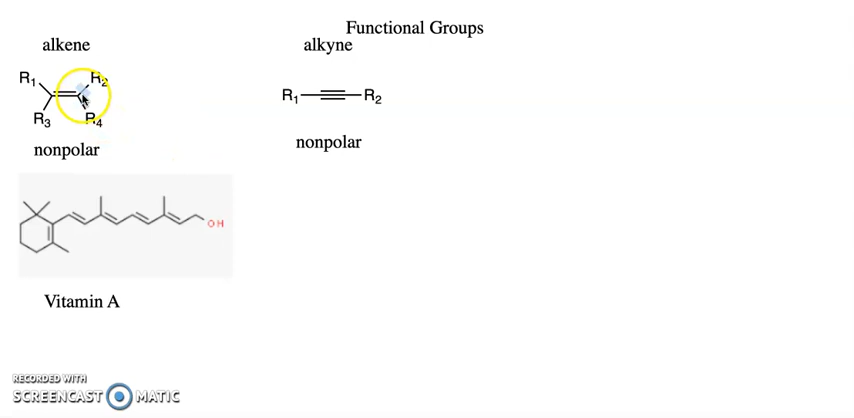 Functional Groups
alkene
alkyne
R1
R2
R3
R4
R1
R2
nonpolar
nonpolar
OH
Vitamin A
RECORDED WITH
SCREENCAST MATIC